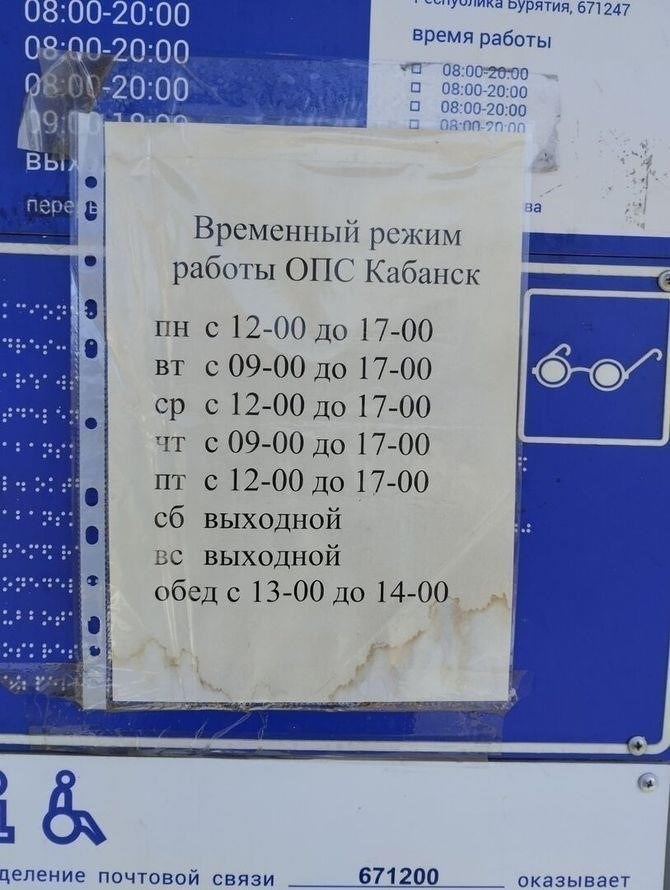 08:00-20:00
08:00-20:00
08:00-20:00
Республика Бурятия, 671247
время работы
08:00-20:00
08:00-20:00
08:00-20:00
08:00-20:00
Временный режим
работы ОПС Кабанск
пн с 12-00 до 17-00
вт с 09-00 до 17-00
ср с 12-00 до 17-00
чт с 09-00 до 17-00
пт с 12-00 до 17-00
сб выходной
вс выходной
обед с 13-00 до 14-00
деление почтовой связи 671200 оказывает